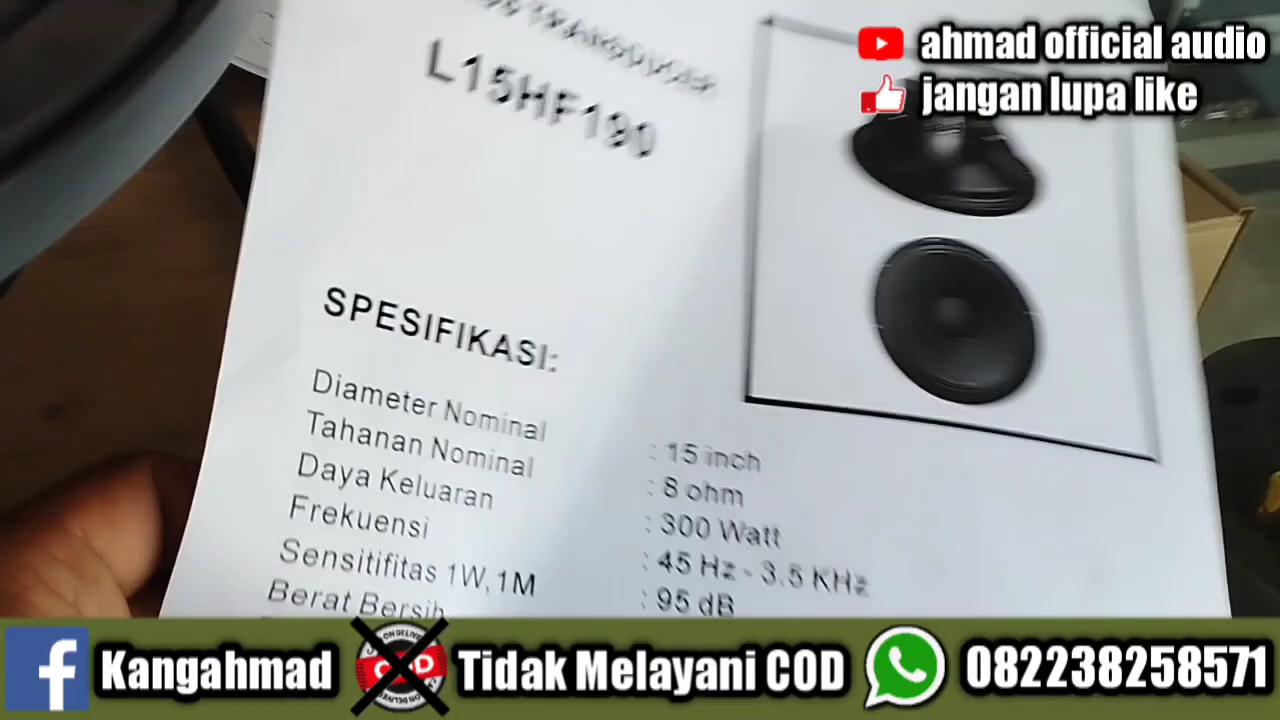 ahmad official audio
jangan lupa like
L15HF190
SPESIFIKASI:
Diameter Nominal : 15 inch
Tahanan Nominal : 8 ohm
Daya Keluaran : 300 Watt
Frekuensi : 45 Hz - 3.5 KHz
Sensitifitas 1W,1M : 95 dB
Berat Bersih
Kangahmad
COD
Tidak Melayani COD
082238258571